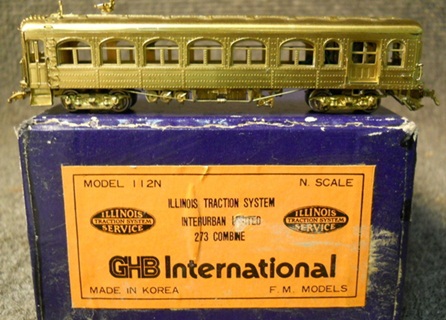 MODEL 112N N. SCALE
ILLINOIS TRACTION SYSTEM
INTERURBAN LIMITED
273 COMBINE
ILLINOIS TRACTION SYSTEM SERVICE
ILLINOIS TRACTION SYSTEM SERVICE
GHB International
MADE IN KOREA F.M. MODELS